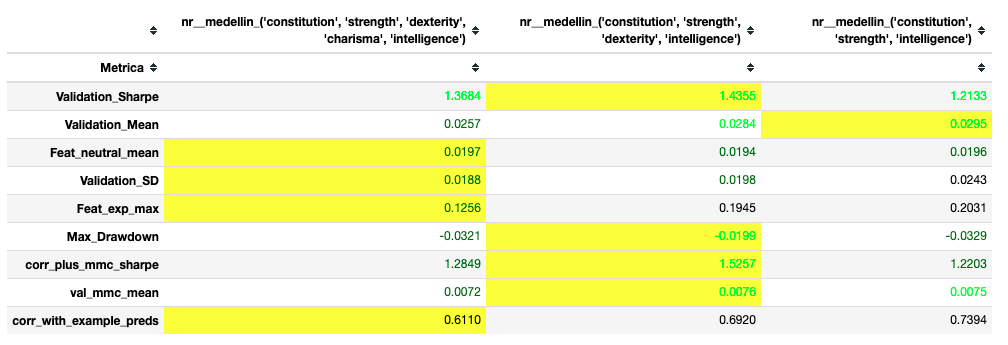 nr__medellin_('constitution', 'strength', 'dexterity', 'charisma', 'intelligence') nr__medellin_('constitution', 'strength', 'dexterity', 'intelligence') nr__medellin_('constitution', 'strength', 'intelligence')
Metrica
Validation_Sharpe 1.3684 1.4355 1.2133
Validation_Mean 0.0257 0.0284 0.0295
Feat_neutral_mean 0.0197 0.0194 0.0196
Validation_SD 0.0188 0.0198 0.0243
Feat_exp_max 0.1256 0.1945 0.2031
Max_Drawdown -0.0321 -0.0199 -0.0329
corr_plus_mmc_sharpe 1.2849 1.5257 1.2203
val_mmc_mean 0.0072 0.0076 0.0075
corr_with_example_preds 0.6110 0.6920 0.7394